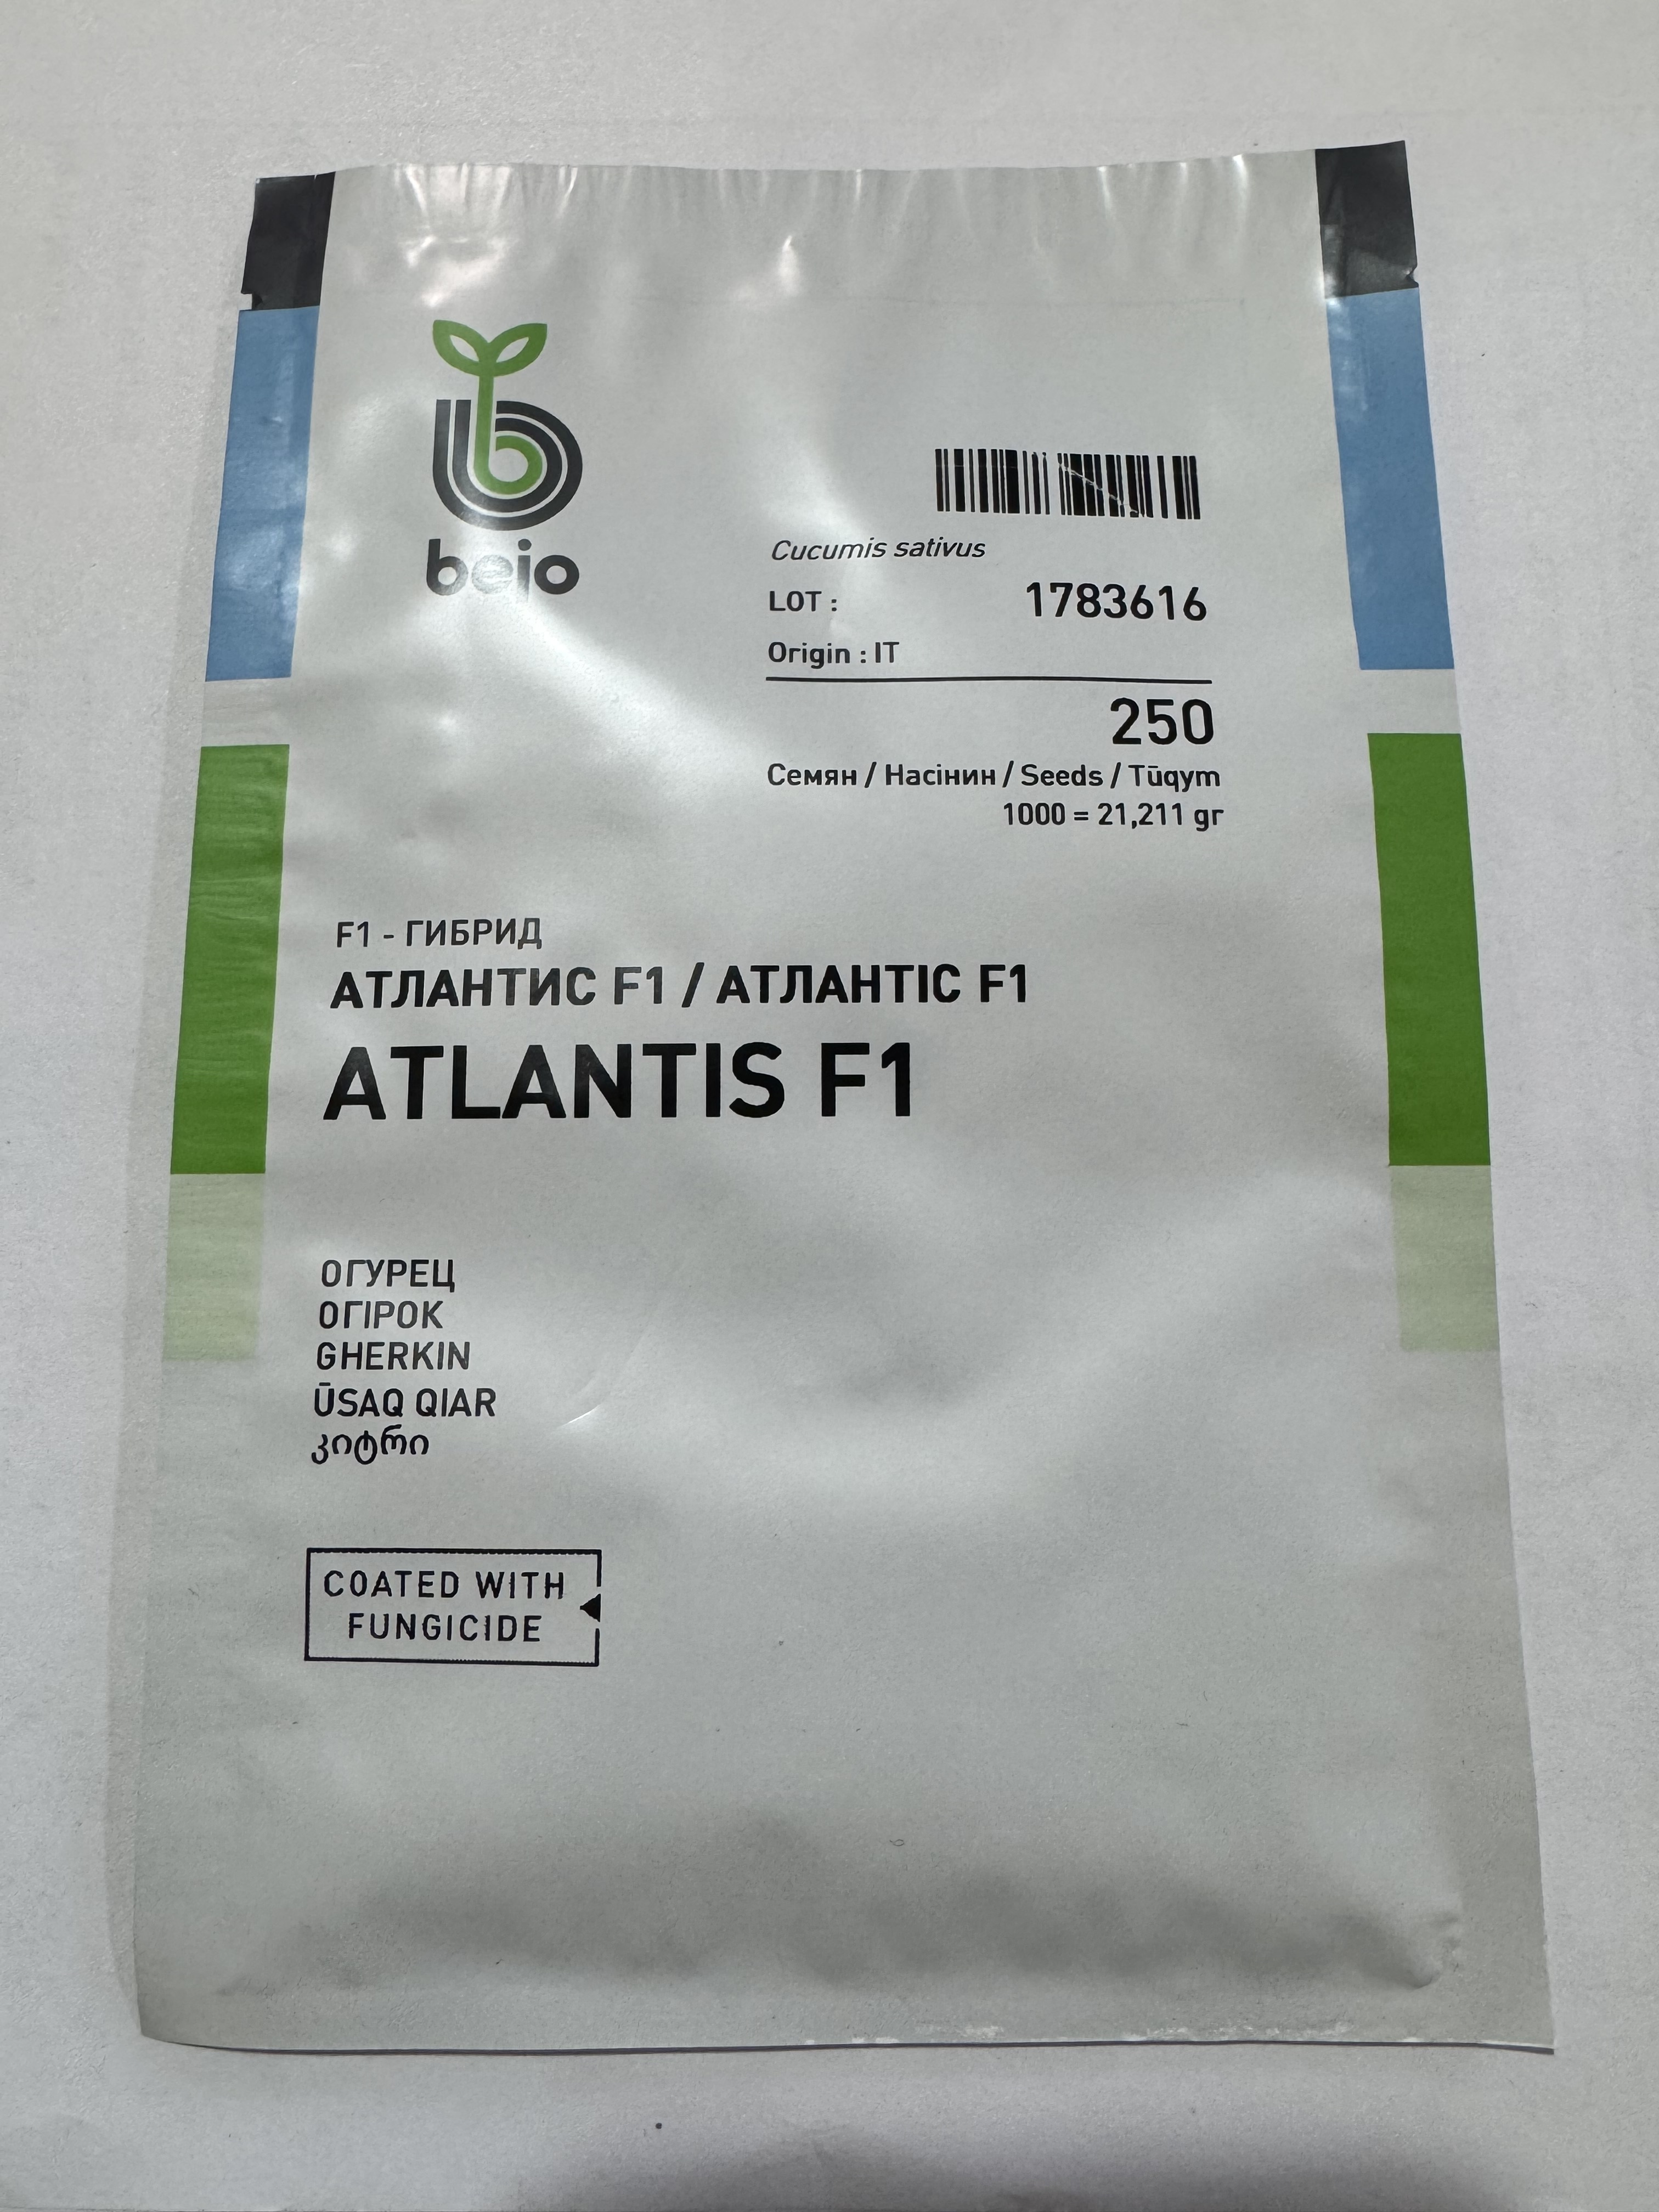 bejo
Cucumis sativus
LOT : 1783616
Origin : IT
250
Семян / Насінин / Seeds / Tūqym
1000 = 21,211 gr
F1 - ГИБРИД
АТЛАНТИС F1 / АТЛАНТІС F1
ATLANTIS F1
ОГУРЕЦ
ОГІРОК
GHERKIN
ŪSAQ QIAR
კიტრი
COATED WITH
FUNGICIDE